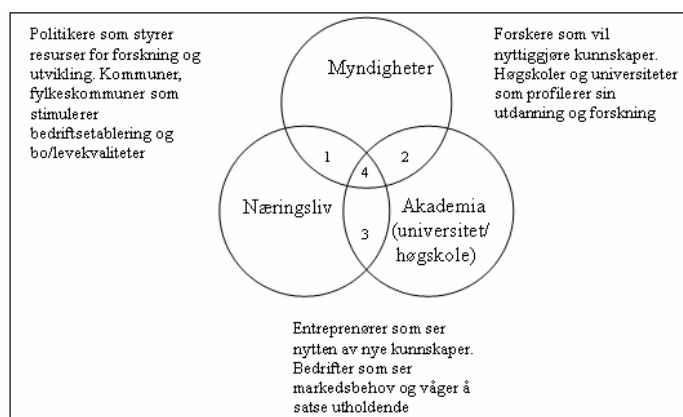 Politikere som styrer
resurser for forskning og
utvikling. Kommuner,
fylkeskommuner som
stimulerer
bedriftsetablering og
bo/levekvaliteter
Forskere som vil
nyttiggjøre kunnskaper.
Høgskoler og universiteter
som profilerer sin
utdanning og forskning
Myndigheter
1
2
4
Næringsliv
Akademia
(universitet/
høgskole)
3
Entreprenører som ser
nytten av nye kunnskaper.
Bedrifter som ser
markedsbehov og våger å
satse utholdende